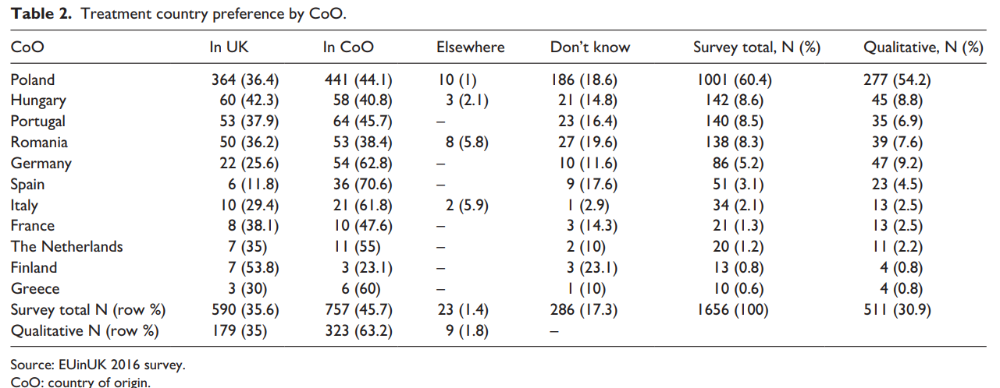 Table 2. Treatment country preference by CoO.
CoO In UK In CoO Elsewhere Don't know Survey total, N (%) Qualitative, N (%)
Poland 364 (36.4) 441 (44.1) 10 (1) 186 (18.6) 1001 (60.4) 277 (54.2)
Hungary 60 (42.3) 58 (40.8) 3 (2.1) 21 (14.8) 142 (8.6) 45 (8.8)
Portugal 53 (37.9) 64 (45.7) – 23 (16.4) 140 (8.5) 35 (6.9)
Romania 50 (36.2) 53 (38.4) 8 (5.8) 27 (19.6) 138 (8.3) 39 (7.6)
Germany 22 (25.6) 54 (62.8) – 10 (11.6) 86 (5.2) 47 (9.2)
Spain 6 (11.8) 36 (70.6) – 9 (17.6) 51 (3.1) 23 (4.5)
Italy 10 (29.4) 21 (61.8) 2 (5.9) 1 (2.9) 34 (2.1) 13 (2.5)
France 8 (38.1) 10 (47.6) – 3 (14.3) 21 (1.3) 13 (2.5)
The Netherlands 7 (35) 11 (55) – 2 (10) 20 (1.2) 11 (2.2)
Finland 7 (53.8) 3 (23.1) – 3 (23.1) 13 (0.8) 4 (0.8)
Greece 3 (30) 6 (60) – 1 (10) 10 (0.6) 4 (0.8)
Survey total N (row %) 590 (35.6) 757 (45.7) 23 (1.4) 286 (17.3) 1656 (100) 511 (30.9)
Qualitative N (row %) 179 (35) 323 (63.2) 9 (1.8) –
Source: EUinUK 2016 survey.
CoO: country of origin.